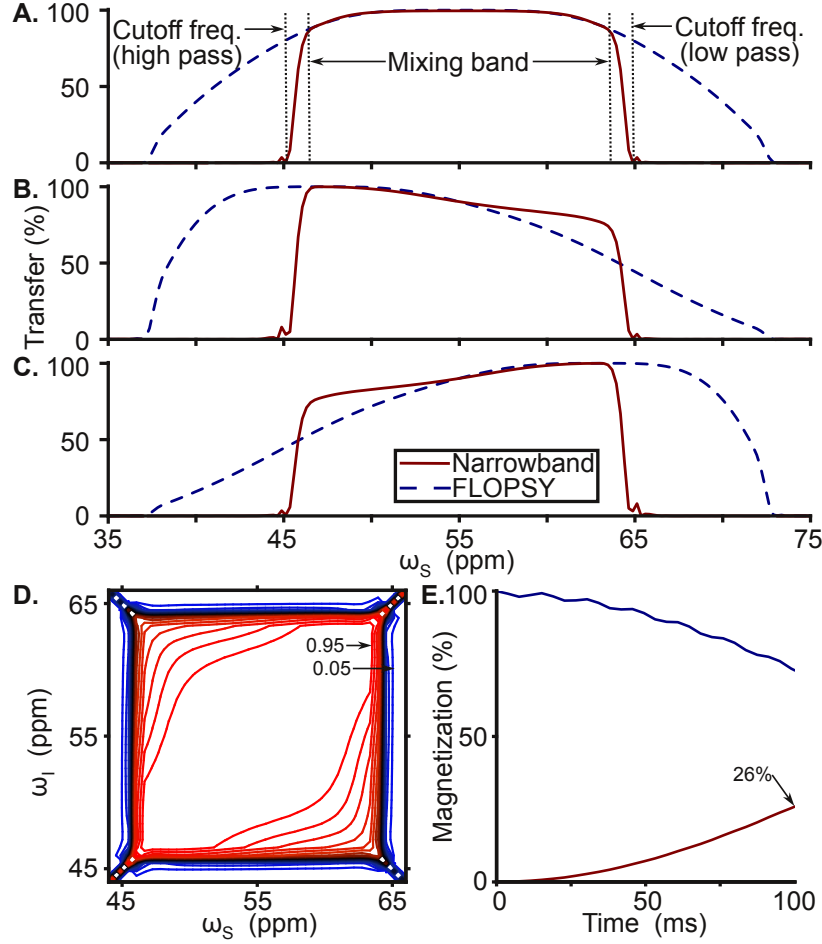 A.
100
50
0
Cutoff freq.
(high pass)
Mixing band
Cutoff freq.
(low pass)
B.
100
50
0
Transfer (%)
C.
100
50
0
Narrowband
FLOPSY
35
45
55
65
75
ωS (ppm)
D.
65
55
45
ωI (ppm)
0.95
0.05
45
55
65
ωS (ppm)
E.
100
50
0
Magnetization (%)
26%
0
50
100
Time (ms)